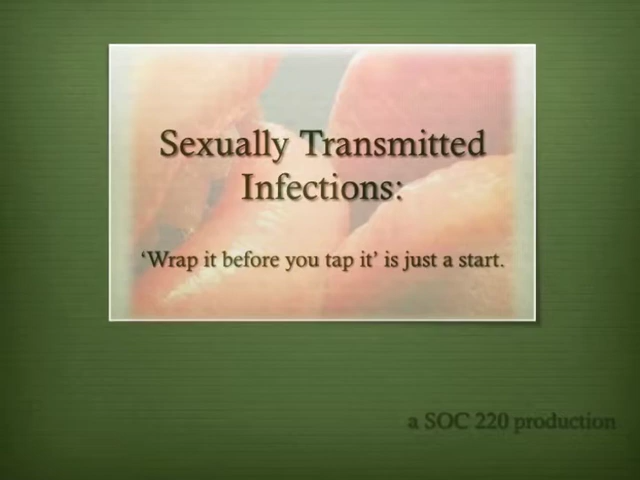 Sexually Transmitted
Infections:
‘Wrap it before you tap it’ is just a start.
a SOC 220 production